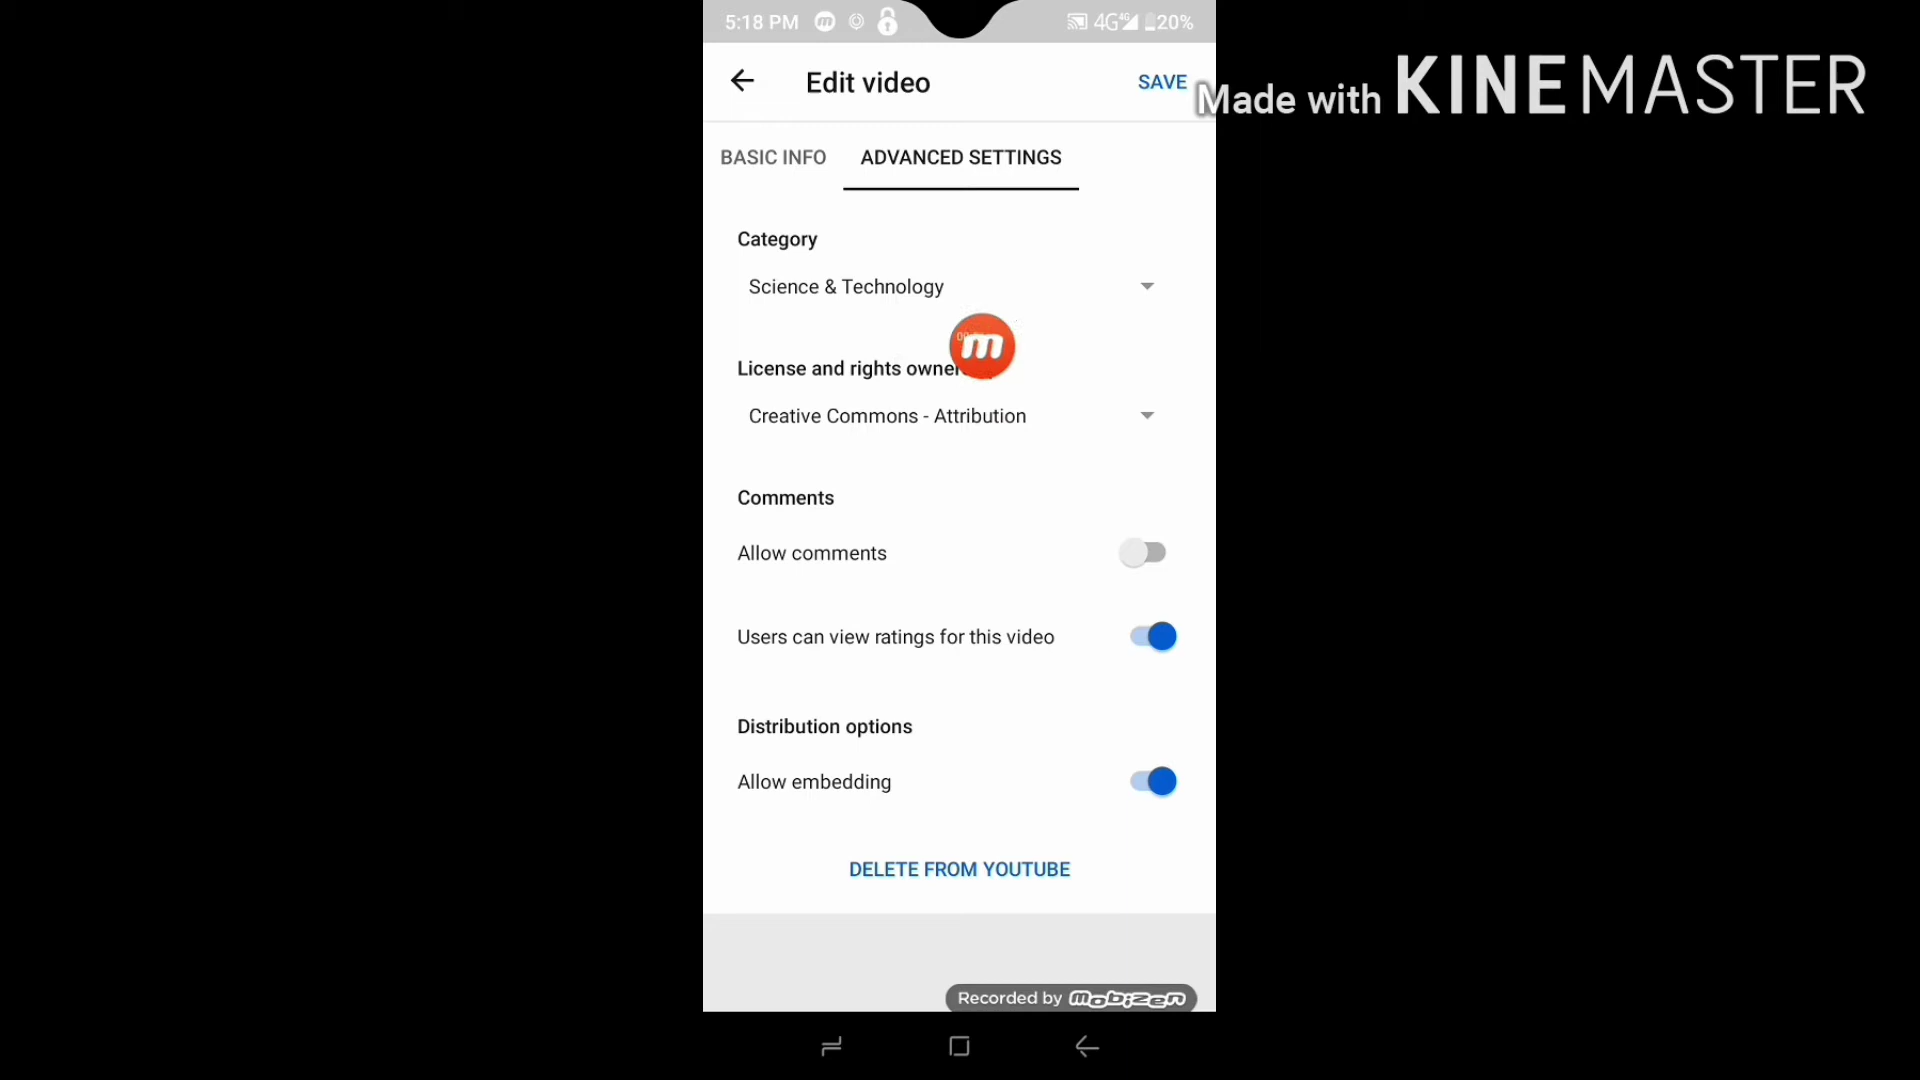 5:18 PM 4G 4G 20%
Edit video
SAVE
Made with KINEMASTER
BASIC INFO
ADVANCED SETTINGS
Category
Science & Technology
m
License and rights owner
Creative Commons - Attribution
Comments
Allow comments
Users can view ratings for this video
Distribution options
Allow embedding
DELETE FROM YOUTUBE
Recorded by mobizen